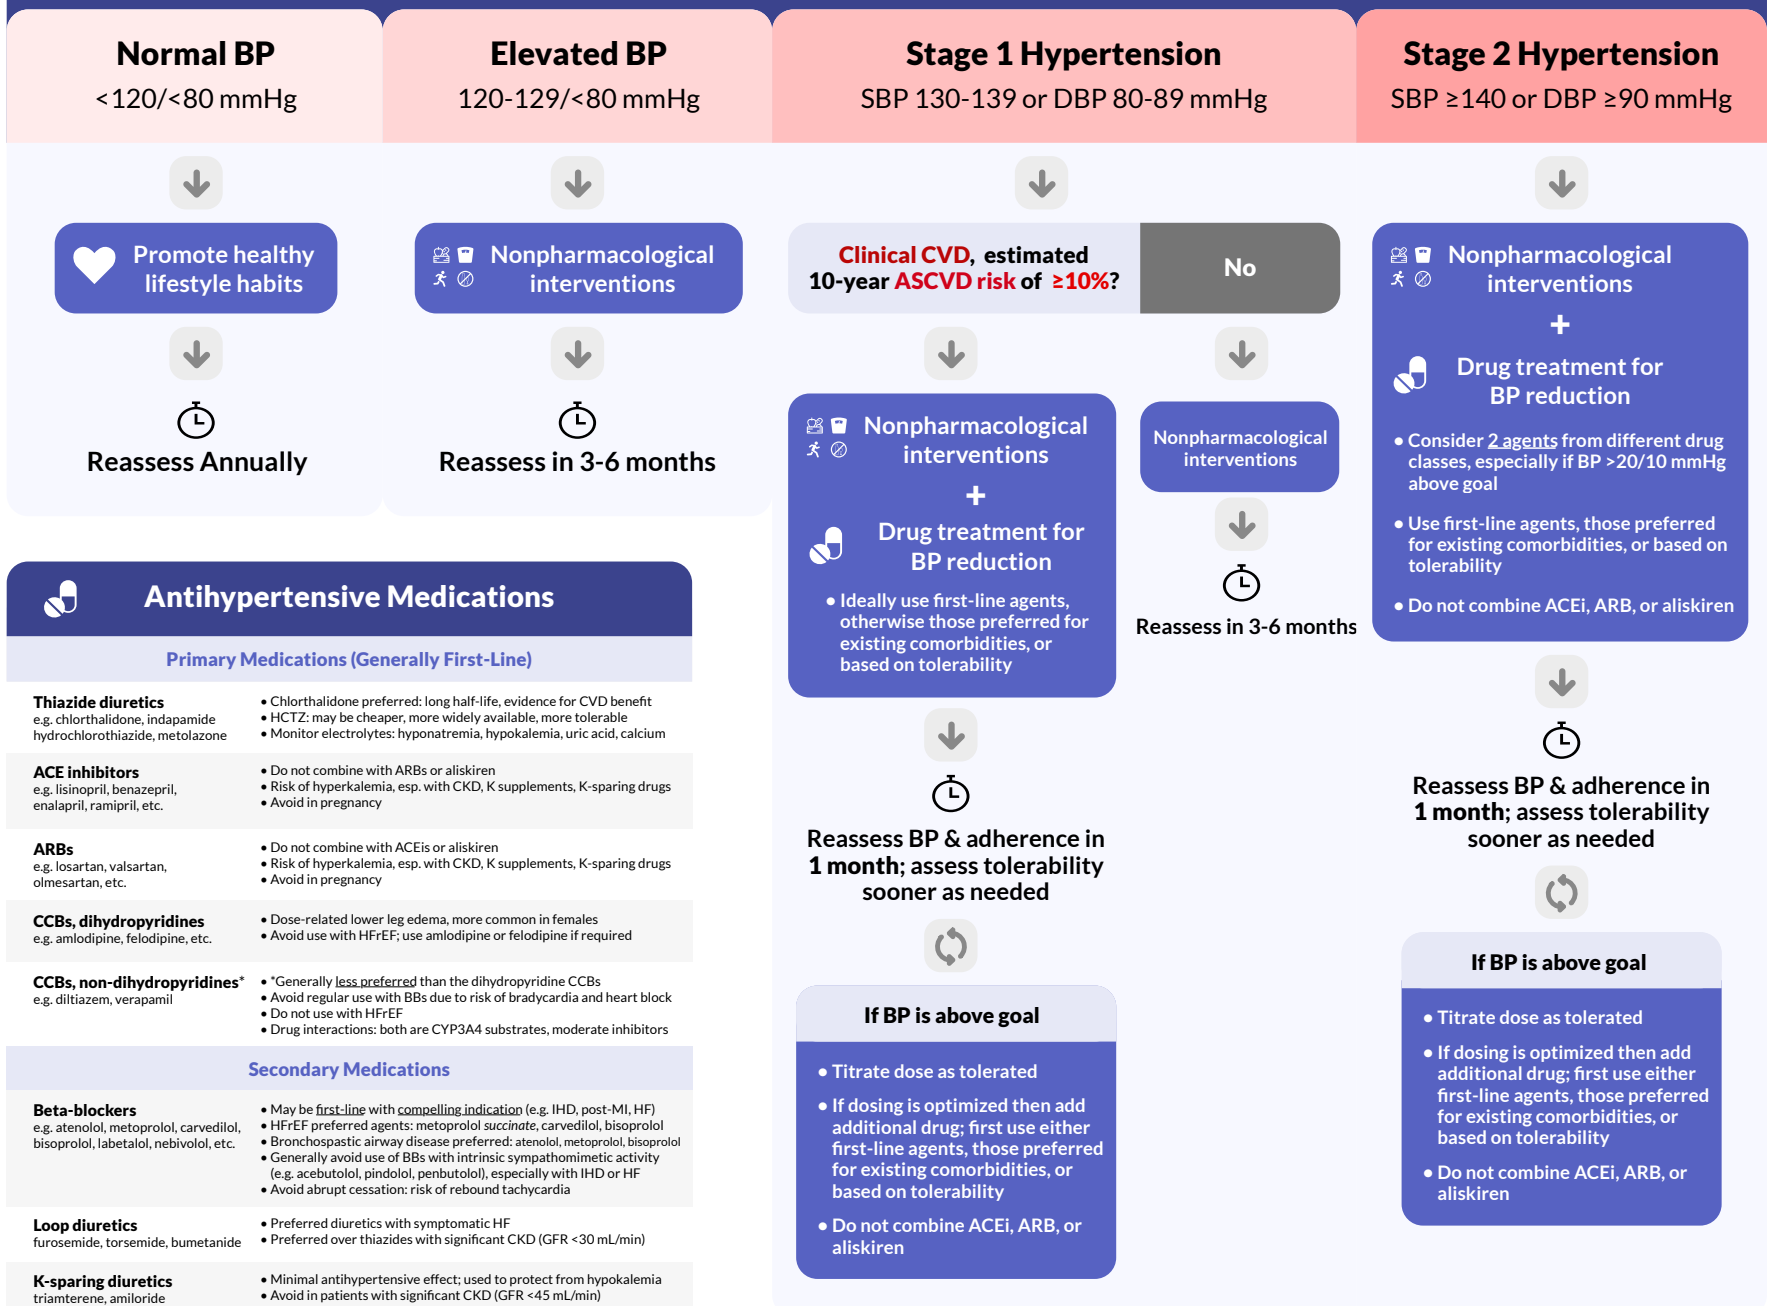 Normal BP
<120/<80 mmHg
Promote healthy
lifestyle habits
Reassess Annually
Elevated BP
120-129/<80 mmHg
Nonpharmacological
interventions
Reassess in 3-6 months
Stage 1 Hypertension
SBP 130-139 or DBP 80-89 mmHg
Clinical CVD, estimated
10-year ASCVD risk of ≥10%?
No
Nonpharmacological
interventions
+
Drug treatment for
BP reduction
• Ideally use first-line agents,
otherwise those preferred for
existing comorbidities, or
based on tolerability
Reassess BP & adherence in
1 month; assess tolerability
sooner as needed
If BP is above goal
• Titrate dose as tolerated
• If dosing is optimized then add
additional drug; first use either
first-line agents, those preferred
for existing comorbidities, or
based on tolerability
• Do not combine ACEi, ARB, or
aliskiren
Nonpharmacological
interventions
Reassess in 3-6 months
Stage 2 Hypertension
SBP ≥140 or DBP ≥90 mmHg
Nonpharmacological
interventions
+
Drug treatment for
BP reduction
• Consider 2 agents from different drug
classes, especially if BP >20/10 mmHg
above goal
• Use first-line agents, those preferred
for existing comorbidities, or based on
tolerability
• Do not combine ACEi, ARB, or aliskiren
Reassess BP & adherence in
1 month; assess tolerability
sooner as needed
If BP is above goal
• Titrate dose as tolerated
• If dosing is optimized then add
additional drug; first use either
first-line agents, those preferred
for existing comorbidities, or
based on tolerability
• Do not combine ACEi, ARB, or
aliskiren
Antihypertensive Medications
Primary Medications (Generally First-Line)
Thiazide diuretics
e.g. chlorthalidone, indapamide
hydrochlorothiazide, metolazone
• Chlorthalidone preferred: long half-life, evidence for CVD benefit
• HCTZ: may be cheaper, more widely available, more tolerable
• Monitor electrolytes: hyponatremia, hypokalemia, uric acid, calcium
ACE inhibitors
e.g. lisinopril, benazepril,
enalapril, ramipril, etc.
• Do not combine with ARBs or aliskiren
• Risk of hyperkalemia, esp. with CKD, K supplements, K-sparing drugs
• Avoid in pregnancy
ARBs
e.g. losartan, valsartan,
olmesartan, etc.
• Do not combine with ACEis or aliskiren
• Risk of hyperkalemia, esp. with CKD, K supplements, K-sparing drugs
• Avoid in pregnancy
CCBs, dihydropyridines
e.g. amlodipine, felodipine, etc.
• Dose-related lower leg edema, more common in females
• Avoid use with HFrEF; use amlodipine or felodipine if required
CCBs, non-dihydropyridines*
e.g. diltiazem, verapamil
• *Generally less preferred than the dihydropyridine CCBs
• Avoid regular use with BBs due to risk of bradycardia and heart block
• Do not use with HFrEF
• Drug interactions: both are CYP3A4 substrates, moderate inhibitors
Secondary Medications
Beta-blockers
e.g. atenolol, metoprolol, carvedilol,
bisoprolol, labetalol, nebivolol, etc.
• May be first-line with compelling indication (e.g. IHD, post-MI, HF)
• HFrEF preferred agents: metoprolol succinate, carvedilol, bisoprolol
• Bronchospastic airway disease preferred: atenolol, metoprolol, bisoprolol
• Generally avoid use of BBs with intrinsic sympathomimetic activity
(e.g. acebutolol, pindolol, penbutolol), especially with IHD or HF
• Avoid abrupt cessation: risk of rebound tachycardia
Loop diuretics
furosemide, torsemide, bumetanide
• Preferred diuretics with symptomatic HF
• Preferred over thiazides with significant CKD (GFR <30 mL/min)
K-sparing diuretics
triamterene, amiloride
• Minimal antihypertensive effect; used to protect from hypokalemia
• Avoid in patients with significant CKD (GFR <45 mL/min)